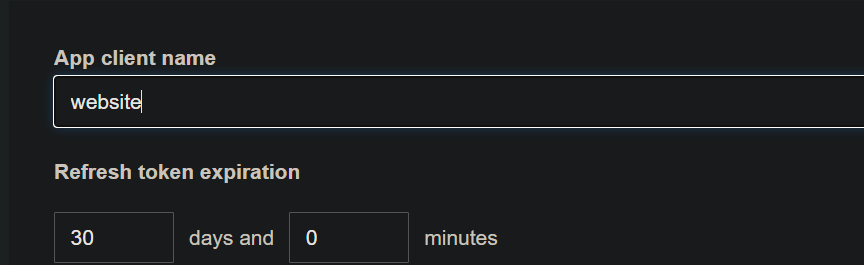 App client name
website
Refresh token expiration
30 days and 0 minutes